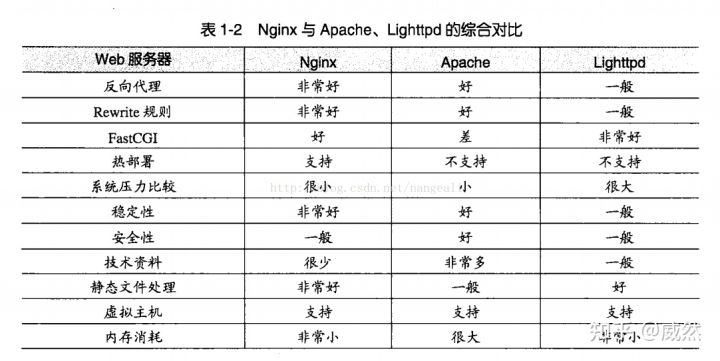 表 1-2 Nginx 与 Apache、Lighttpd 的综合对比
Web 服务器 Nginx Apache Lighttpd
反向代理 非常好 好 一般
Rewrite 规则 非常好 好 一般
FastCGI 好 差 非常好
热部署 支持 不支持 不支持
系统压力比较 很小 小 很大
稳定性 非常好 好 一般
安全性 一般 好 一般
技术资料 很少 非常多 一般
静态文件处理 非常好 一般 好
虚拟主机 支持 支持 支持
内存消耗 非常小 很大 非常小
知乎 @威然